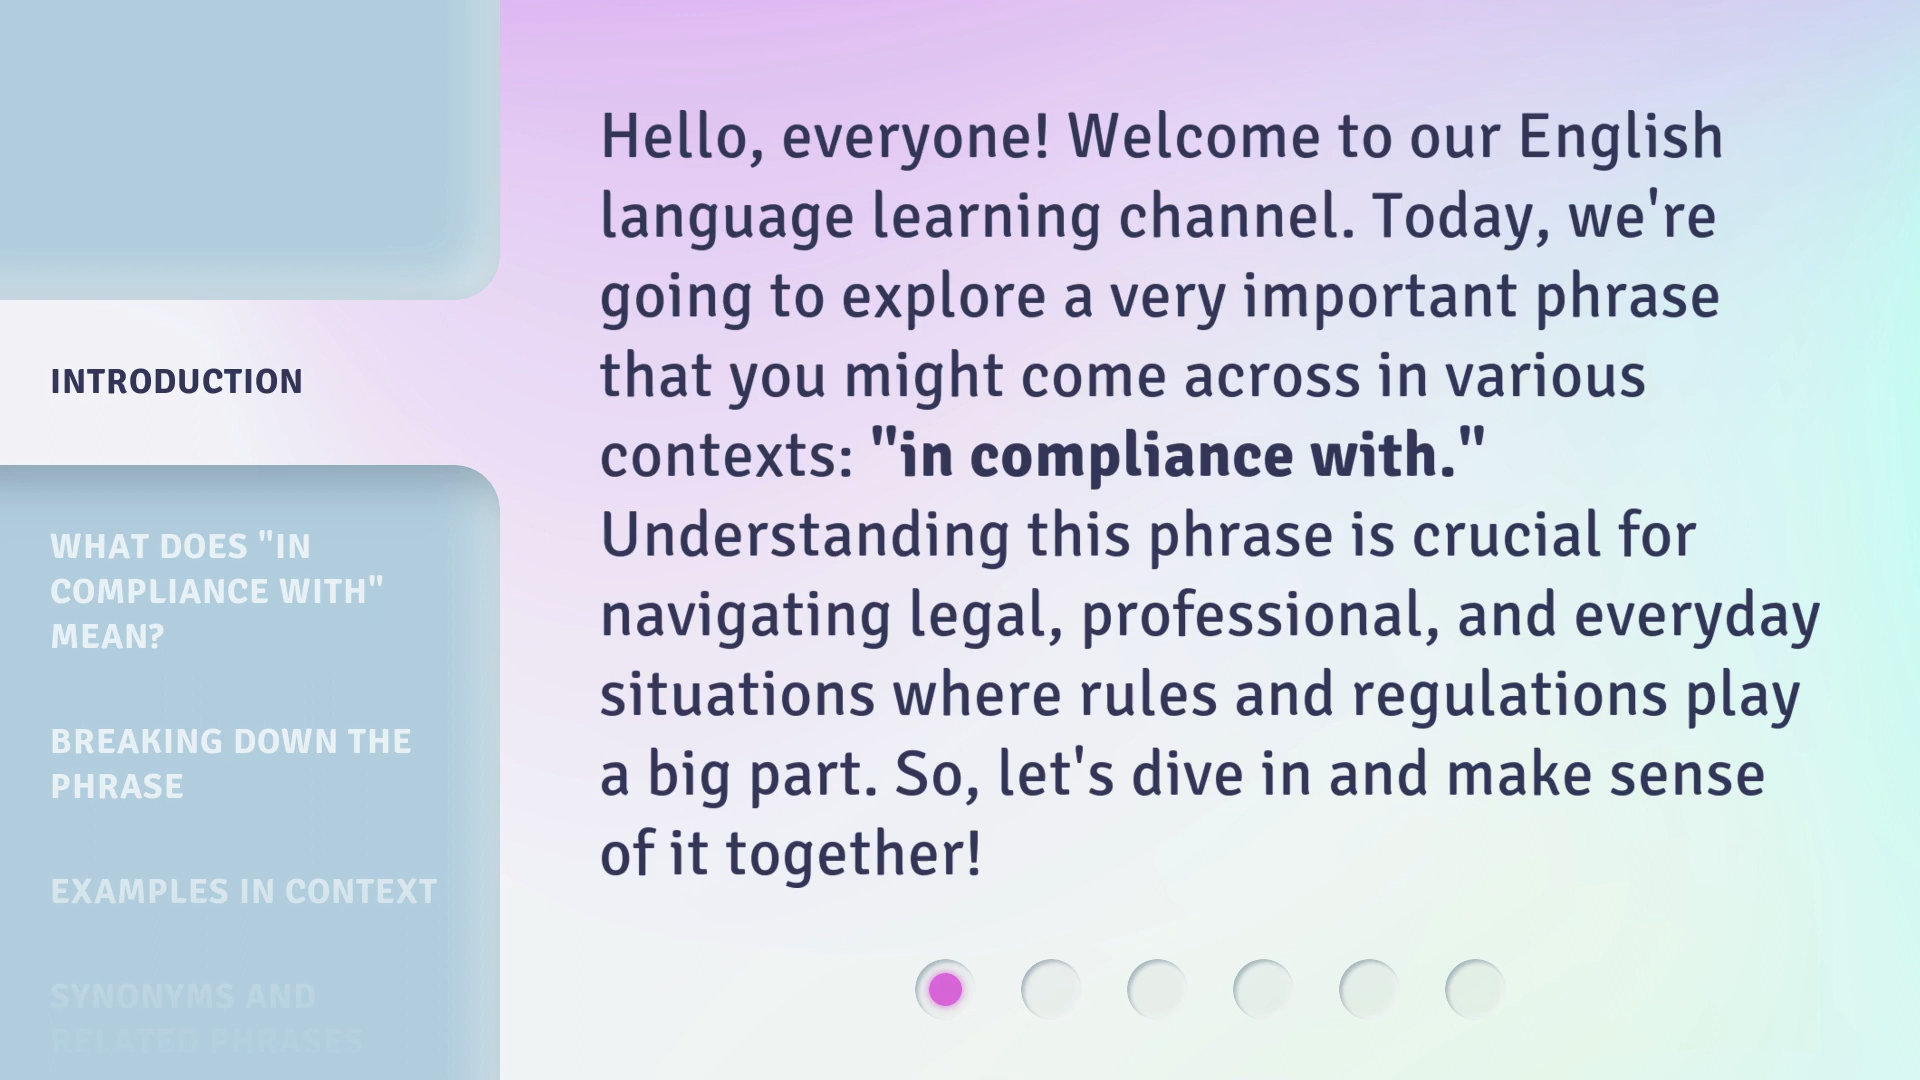 INTRODUCTION
WHAT DOES "IN
COMPLIANCE WITH"
MEAN?
BREAKING DOWN THE
PHRASE
EXAMPLES IN CONTEXT
SYNONYMS AND
RELATED PHRASES
Hello, everyone! Welcome to our English
language learning channel. Today, we're
going to explore a very important phrase
that you might come across in various
contexts: "in compliance with."
Understanding this phrase is crucial for
navigating legal, professional, and everyday
situations where rules and regulations play
a big part. So, let's dive in and make sense
of it together!